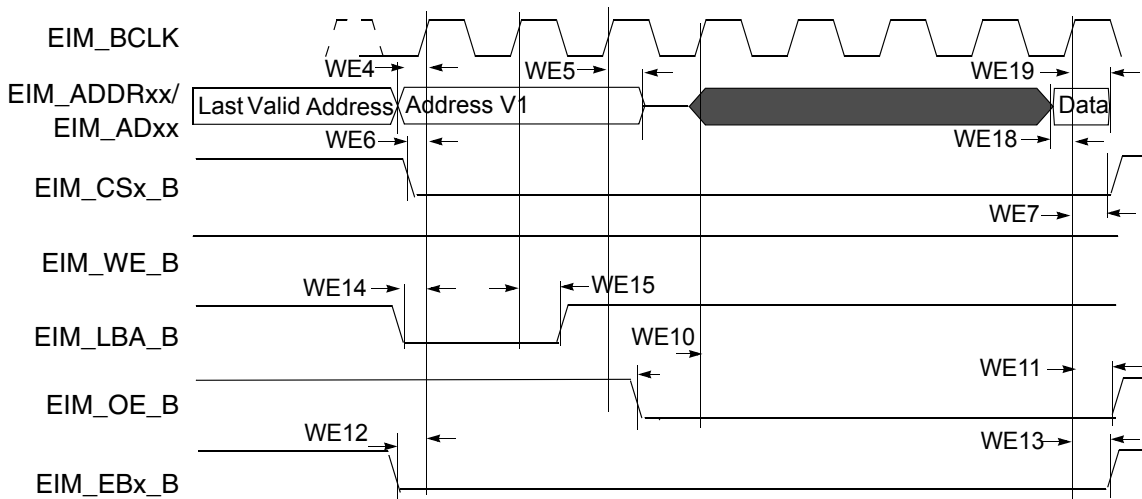 EIM_BCLK
WE4
WE5
WE19
EIM_ADDRxx/
EIM_ADxx
Last Valid Address
Address V1
Data
WE6
WE18
EIM_CSx_B
WE7
EIM_WE_B
WE14
WE15
EIM_LBA_B
WE10
WE11
EIM_OE_B
WE12
WE13
EIM_EBx_B